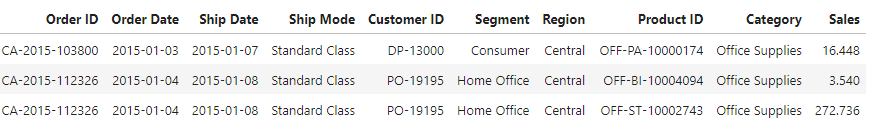 Order ID Order Date Ship Date Ship Mode Customer ID Segment Region Product ID Category Sales
CA-2015-103800 2015-01-03 2015-01-07 Standard Class DP-13000 Consumer Central OFF-PA-10000174 Office Supplies 16.448
CA-2015-112326 2015-01-04 2015-01-08 Standard Class PO-19195 Home Office Central OFF-BI-10004094 Office Supplies 3.540
CA-2015-112326 2015-01-04 2015-01-08 Standard Class PO-19195 Home Office Central OFF-ST-10002743 Office Supplies 272.736